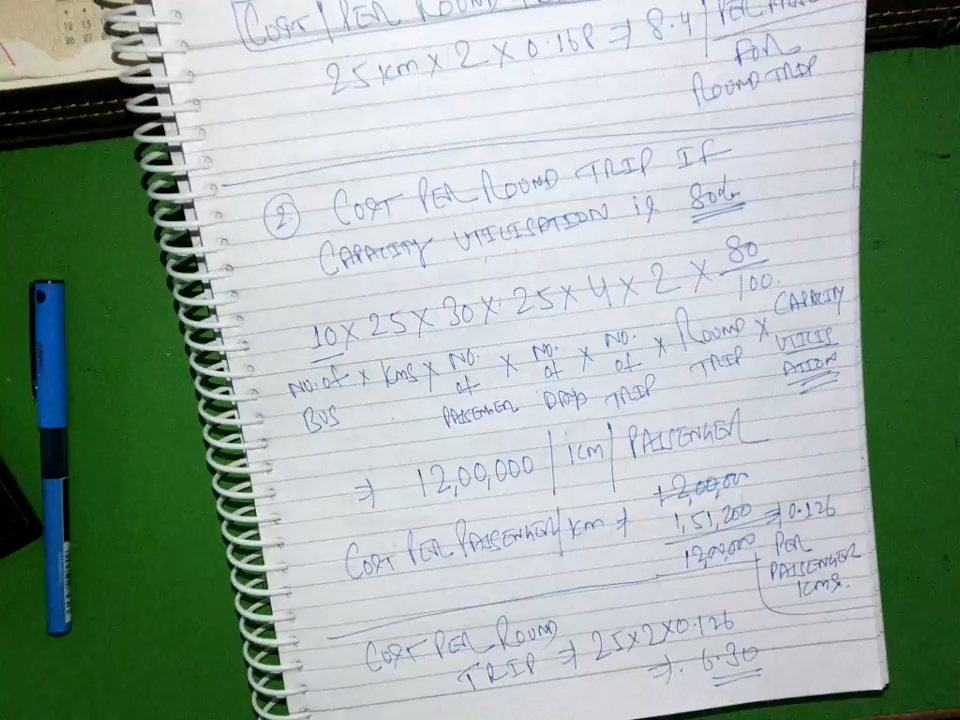 COST / PER ROUND
25 km × 2 × 0.168 ⇒ 8.4 /
FOR
ROUND TRIP
② COST PER ROUND TRIP IF
CAPACITY UTILISATION is 80%
10 × 25 × 30 × 25 × 4 × 2 × 80/100
NO. of BUS × KMS × NO. of PASSENGER × NO. of DAYS × NO. of TRIP × ROUND TRIP × CAPACITY UTILISATION
⇒ 12,00,000 / KM / PASSENGER
COST PER PASSENGER / KM ⇒ 1,51,200 / 12,00,000 ⇒ 0.126
PER
PASSENGER
KMS.
COST PER ROUND
TRIP ⇒ 25 × 2 × 0.126
⇒ 6.30